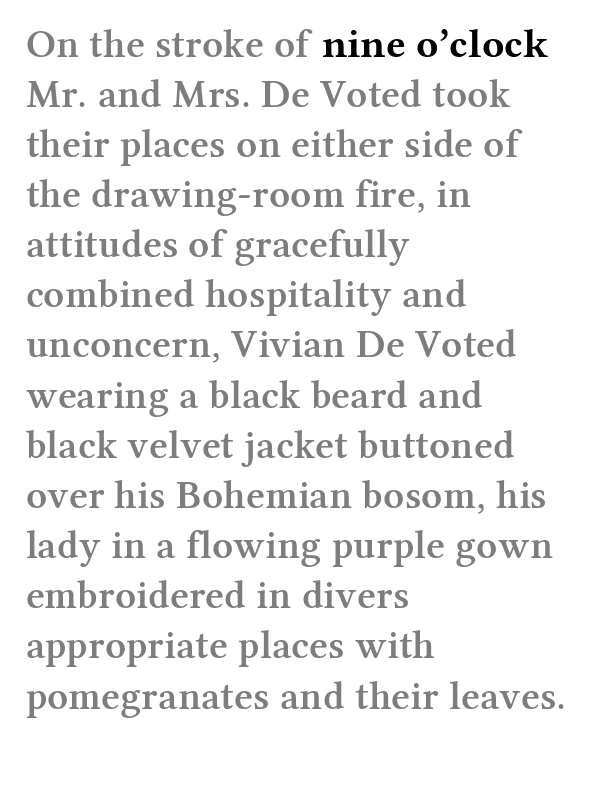 On the stroke of nine o’clock
Mr. and Mrs. De Voted took
their places on either side of
the drawing-room fire, in
attitudes of gracefully
combined hospitality and
unconcern, Vivian De Voted
wearing a black beard and
black velvet jacket buttoned
over his Bohemian bosom, his
lady in a flowing purple gown
embroidered in divers
appropriate places with
pomegranates and their leaves.